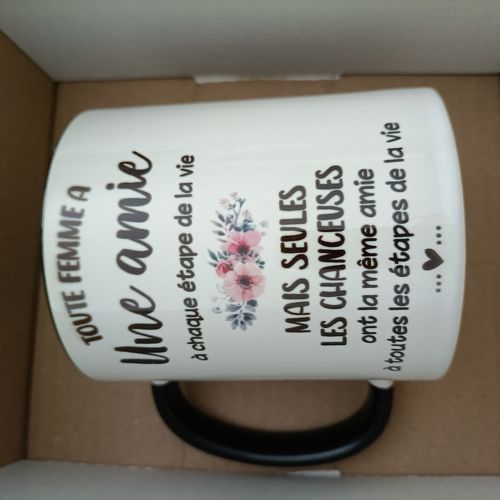 TOUTE FEMME A
Une amie
à chaque étape de la vie
MAIS SEULES
LES CHANCEUSES
ont la même amie
à toutes les étapes de la vie
...♥...